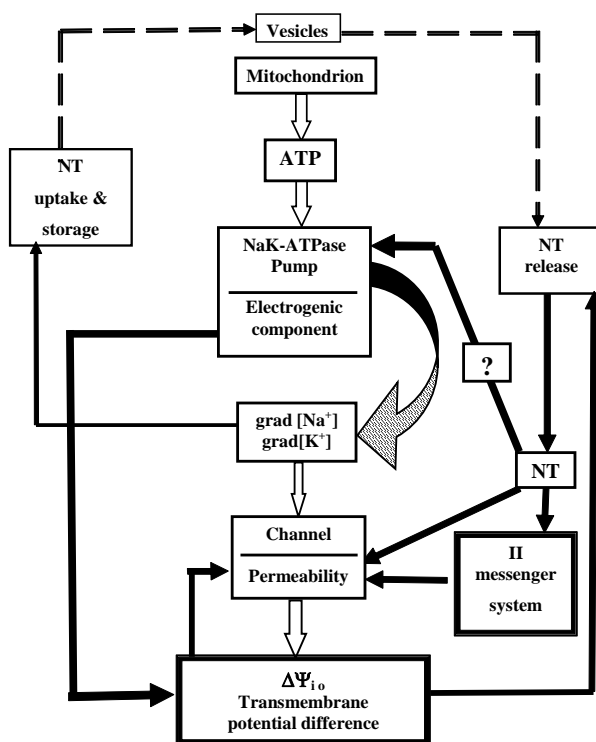 Vesicles
Mitochondrion
ATP
NT
uptake &
storage
NaK-ATPase
Pump
Electrogenic
component
NT
release
?
grad [Na⁺]
grad[K⁺]
NT
Channel
Permeability
II
messenger
system
ΔΨ i o
Transmembrane
potential difference